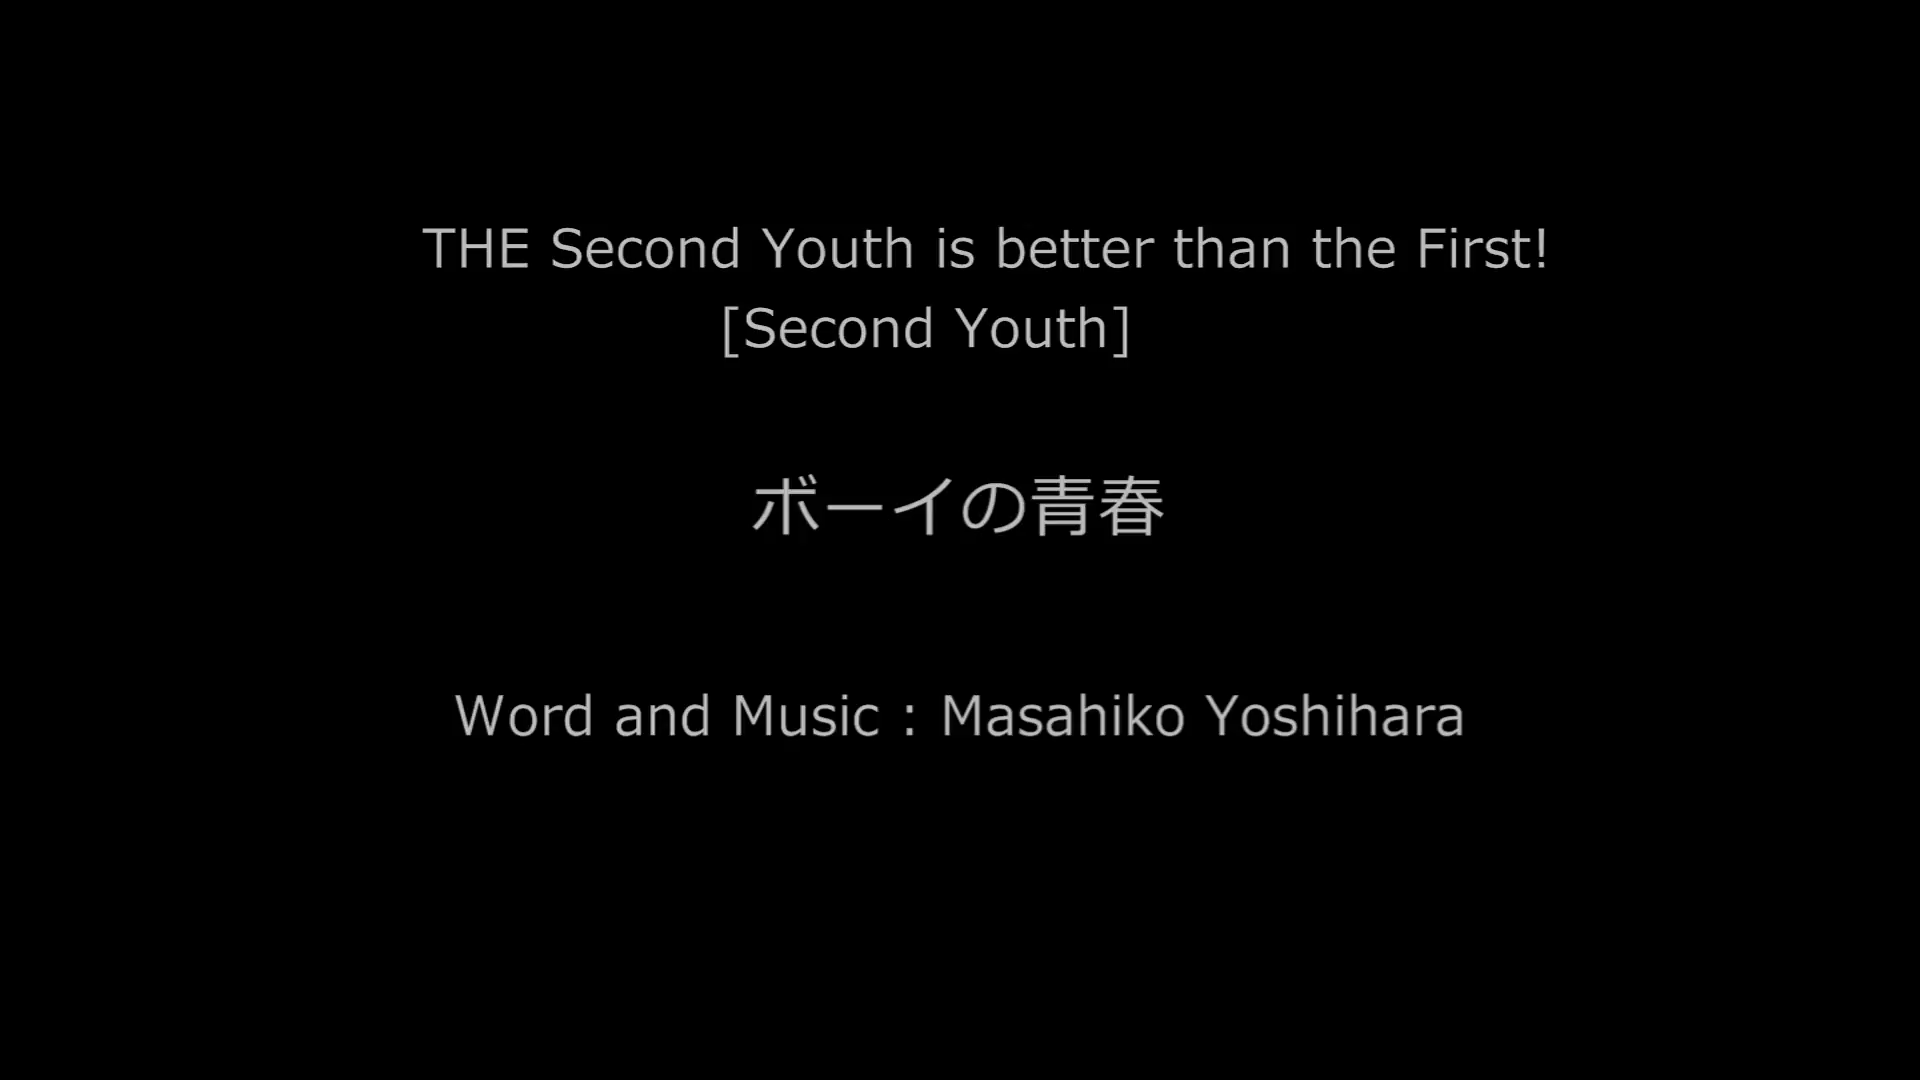 THE Second Youth is better than the First!
[Second Youth]
ボーイの青春
Word and Music : Masahiko Yoshihara